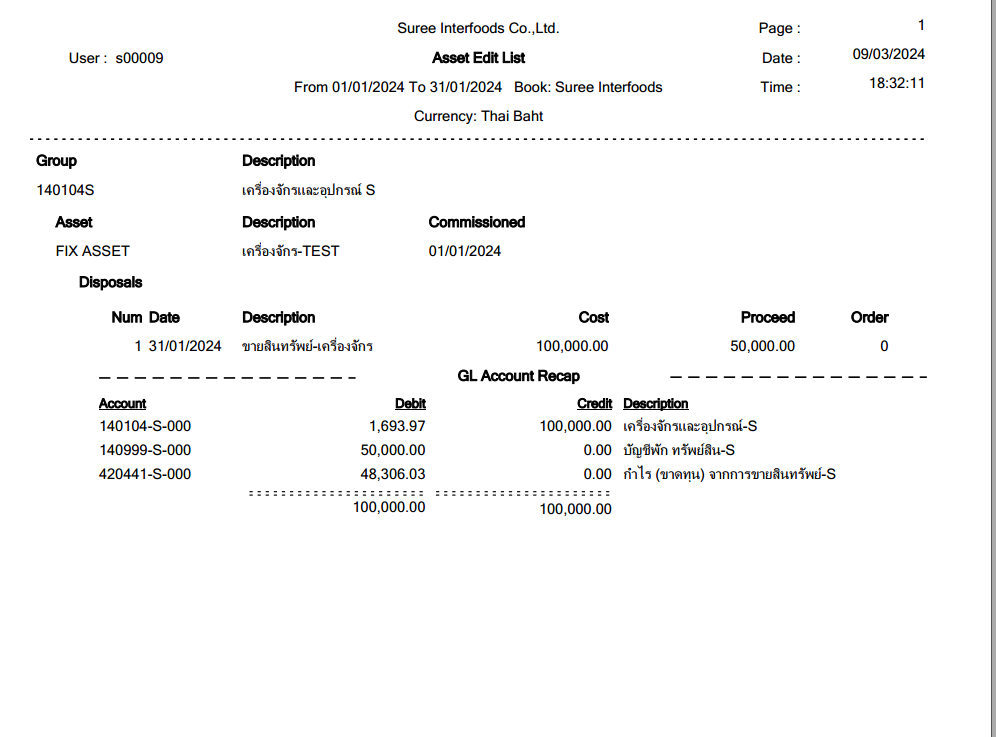 Suree Interfoods Co.,Ltd. Page : 1
User : s00009 Asset Edit List Date : 09/03/2024
From 01/01/2024 To 31/01/2024 Book: Suree Interfoods Time : 18:32:11
Currency: Thai Baht
Group Description
140104S เครื่องจักรและอุปกรณ์ S
Asset Description Commissioned
FIX ASSET เครื่องจักร-TEST 01/01/2024
Disposals
Num Date Description Cost Proceed Order
1 31/01/2024 ขายสินทรัพย์-เครื่องจักร 100,000.00 50,000.00 0
GL Account Recap
Account Debit Credit Description
140104-S-000 1,693.97 100,000.00 เครื่องจักรและอุปกรณ์-S
140999-S-000 50,000.00 0.00 บัญชีพัก ทรัพย์สิน-S
420441-S-000 48,306.03 0.00 กำไร (ขาดทุน) จากการขายสินทรัพย์-S
100,000.00 100,000.00